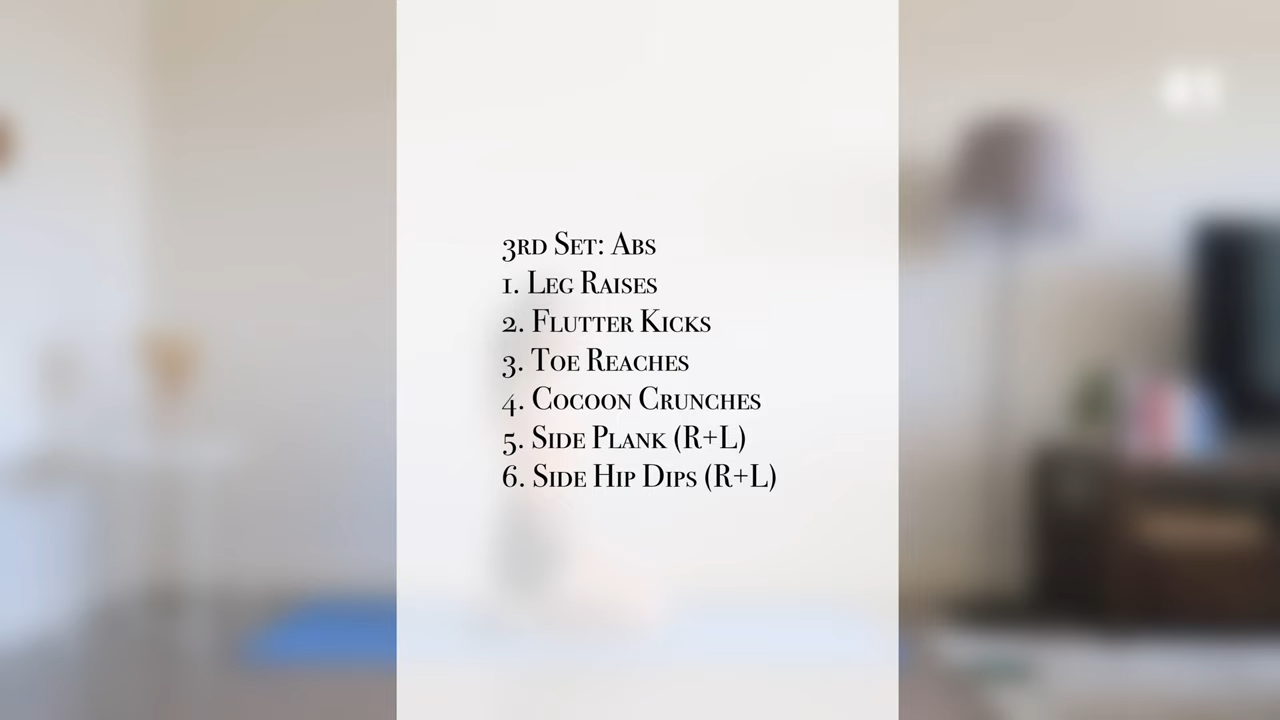 3rd Set: Abs
1. Leg Raises
2. Flutter Kicks
3. Toe Reaches
4. Cocoon Crunches
5. Side Plank (R+L)
6. Side Hip Dips (R+L)